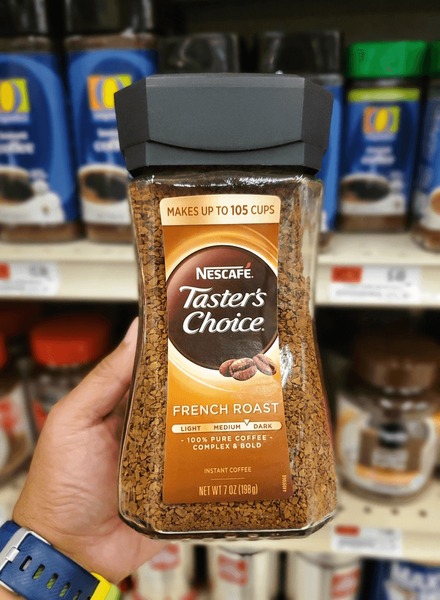 MAKES UP TO 105 CUPS
NESCAFÉ.
Taster's
Choice
FRENCH ROAST
LIGHT MEDIUM DARK
- 100% PURE COFFEE -
COMPLEX & BOLD
INSTANT COFFEE
NET WT 7 OZ (198g)